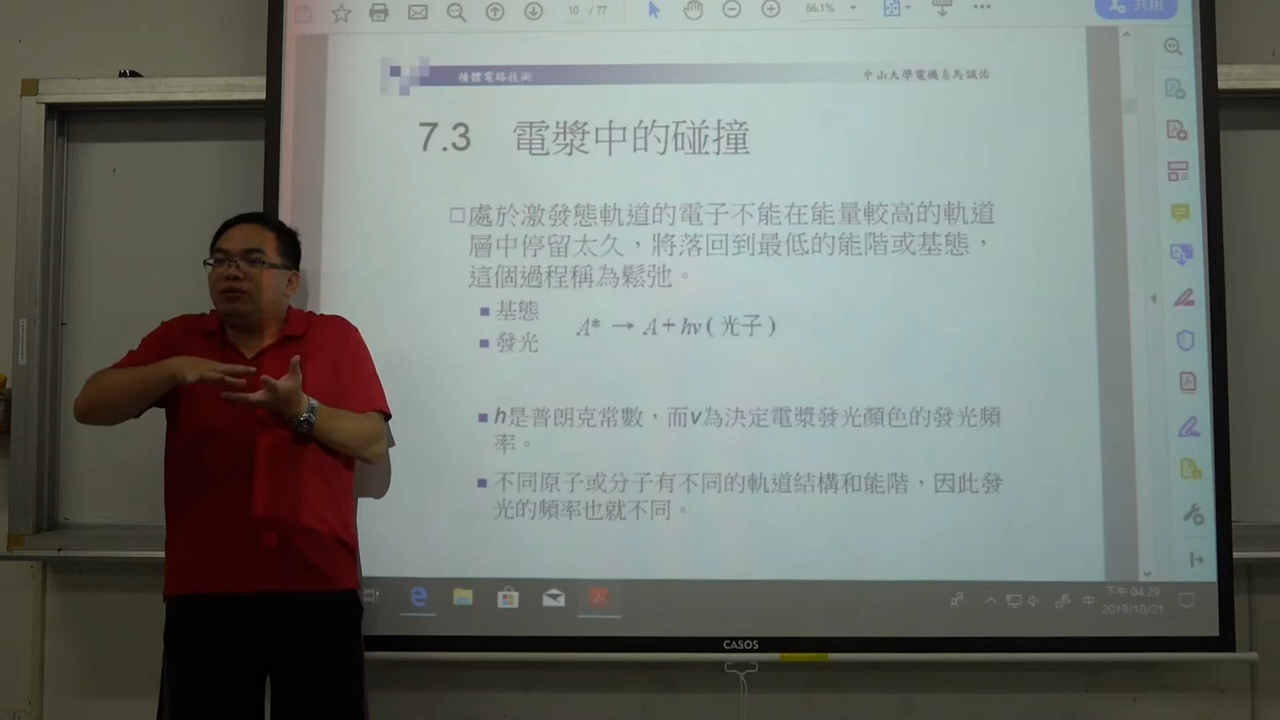 10 / 77
66.1%
共用
積體電路技術
中山大學電機系馬誠佑
7.3 電漿中的碰撞
□處於激發態軌道的電子不能在能量較高的軌道
層中停留太久，將落回到最低的能階或基態，
這個過程稱為鬆弛。
■ 基態
A* → A + hν ( 光子 )
■ 發光
■ h是普朗克常數，而v為決定電漿發光顏色的發光頻
率。
■ 不同原子或分子有不同的軌道結構和能階，因此發
光的頻率也就不同。
中
下午 04:29
2019/10/21
CASOS